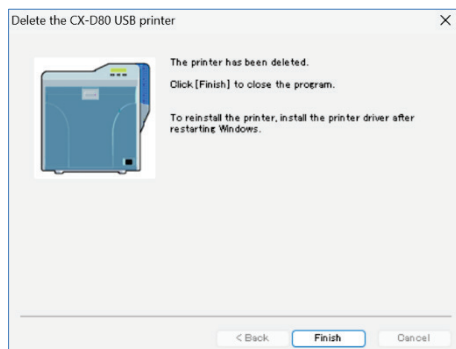 Delete the CX-D80 USB printer
The printer has been deleted.
Click [Finish] to close the program.
To reinstall the printer, install the printer driver after
restarting Windows.
< Back
Finish
Cancel